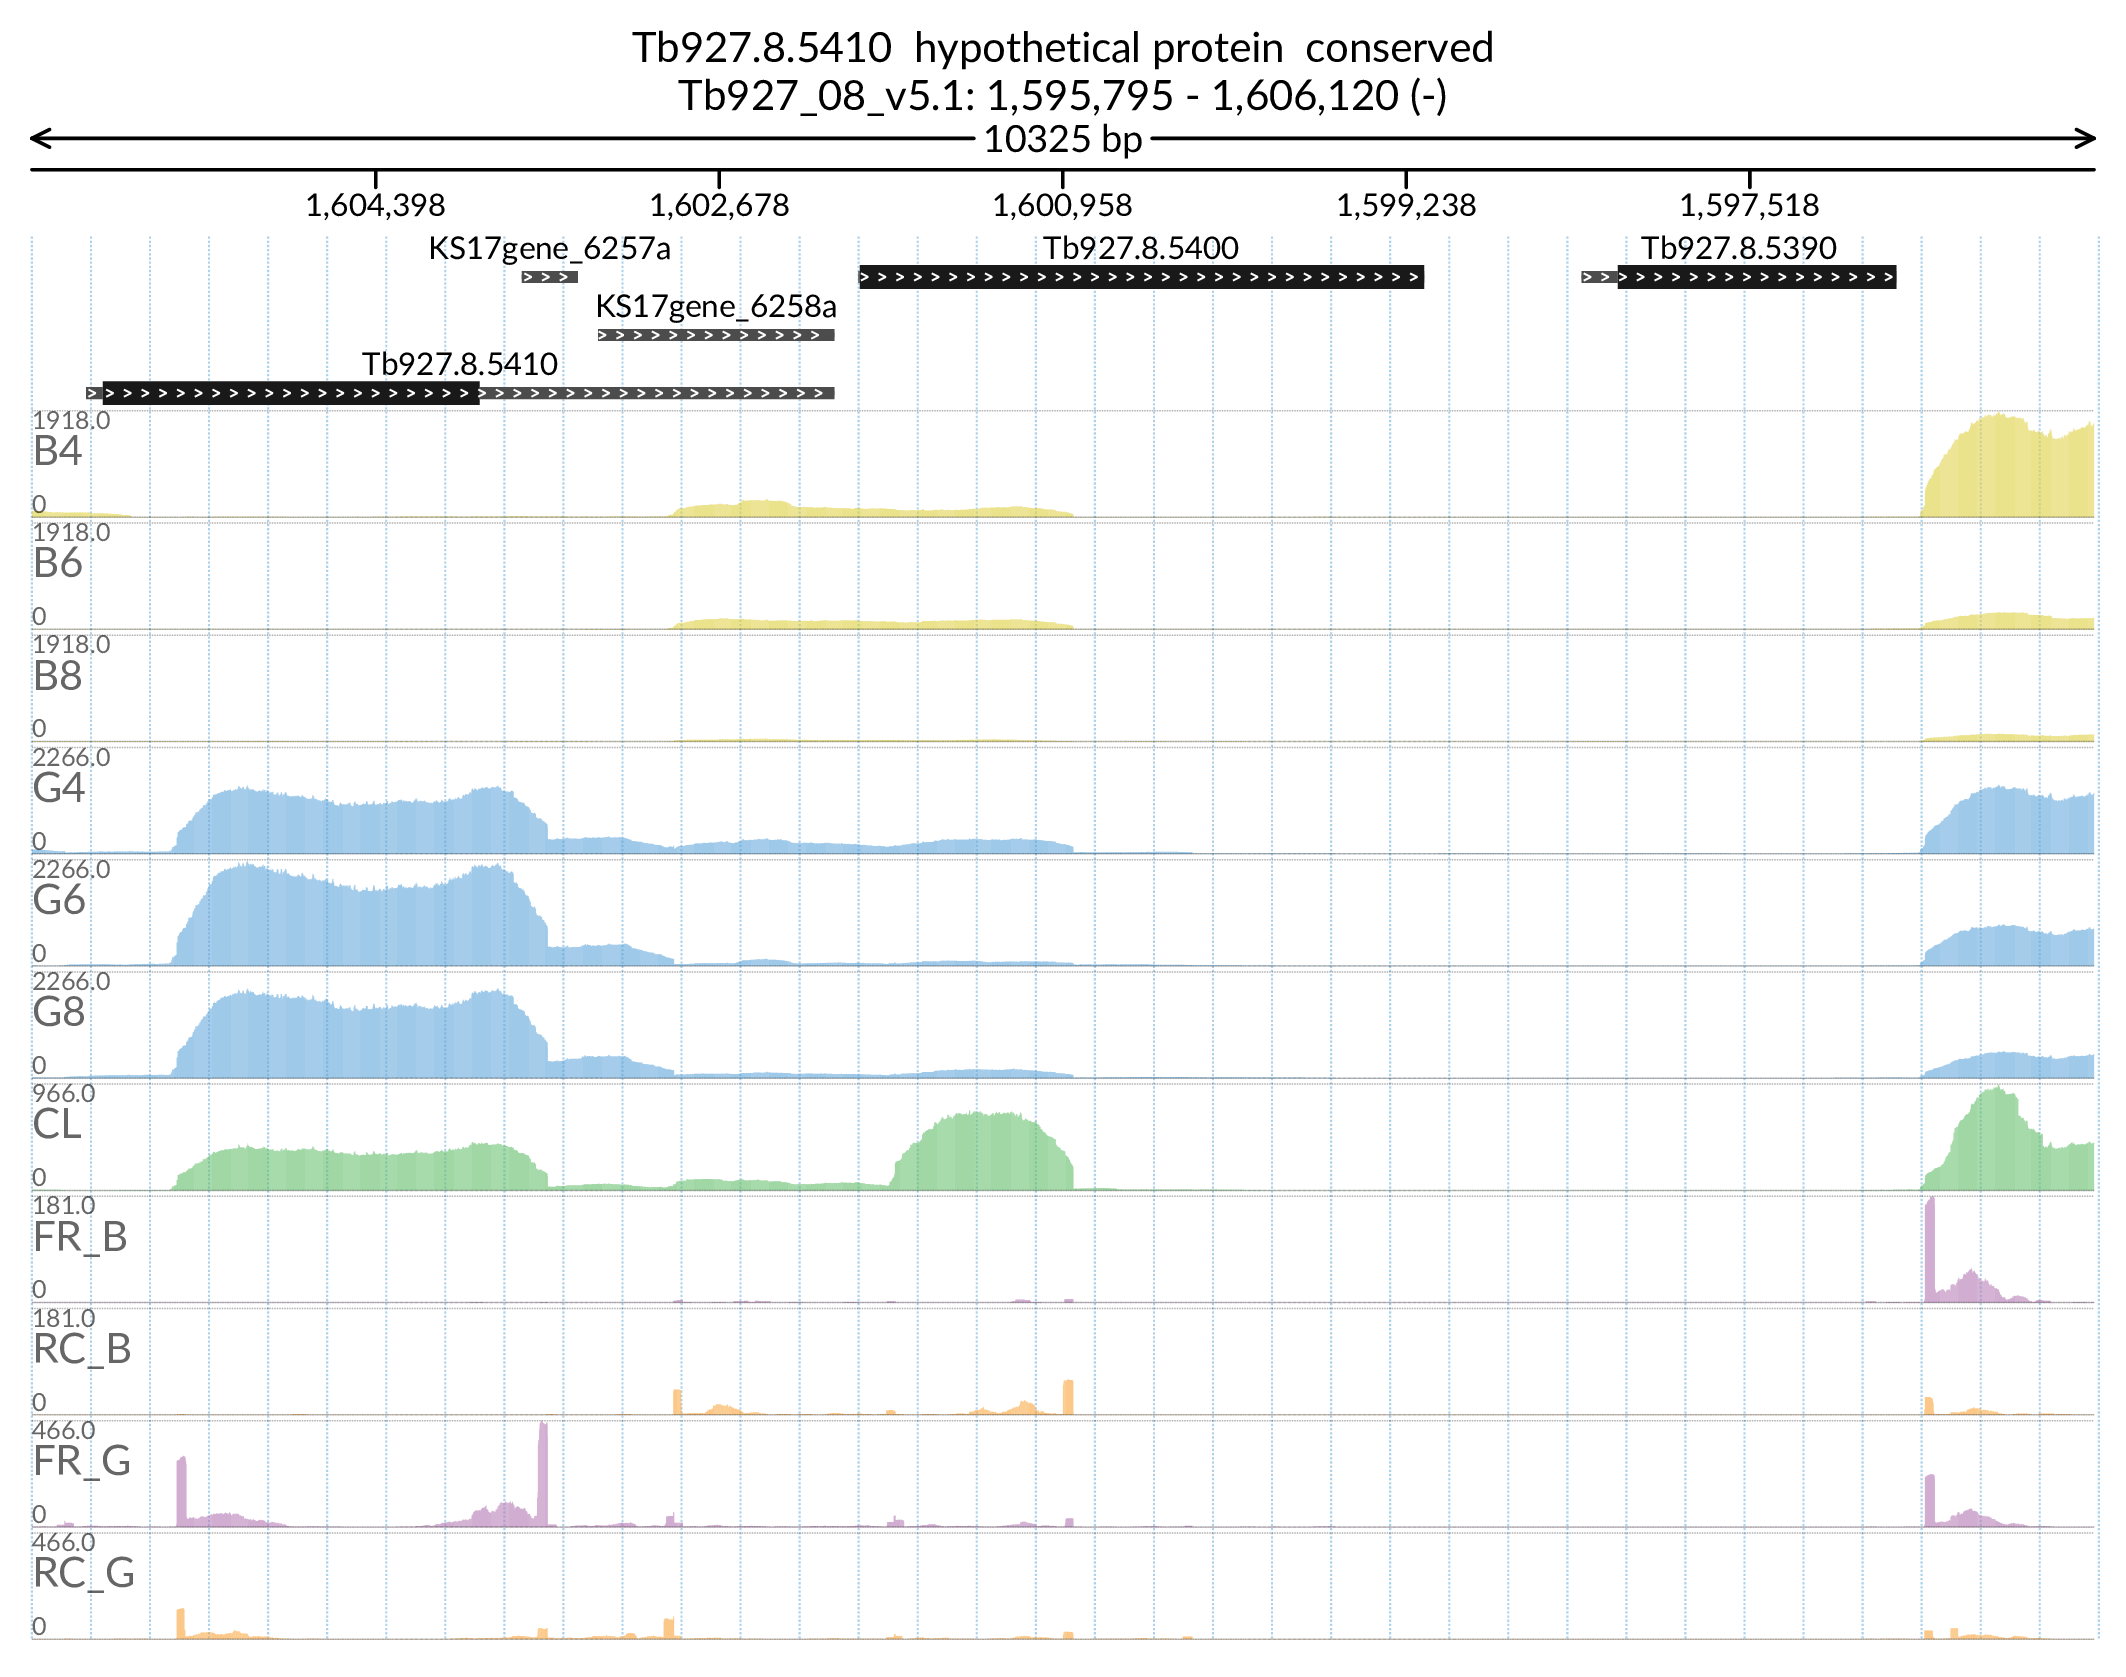 Tb927.8.5410 hypothetical protein conserved
Tb927_08_v5.1: 1,595,795 - 1,606,120 (-)
10325 bp
1,604,398 1,602,678 1,600,958 1,599,238 1,597,518
KS17gene_6257a Tb927.8.5400 Tb927.8.5390
KS17gene_6258a
Tb927.8.5410
1918.0
B4
0
1918.0
B6
0
1918.0
B8
0
2266.0
G4
0
2266.0
G6
0
2266.0
G8
0
966.0
CL
0
181.0
FR_B
0
181.0
RC_B
0
466.0
FR_G
0
466.0
RC_G
0